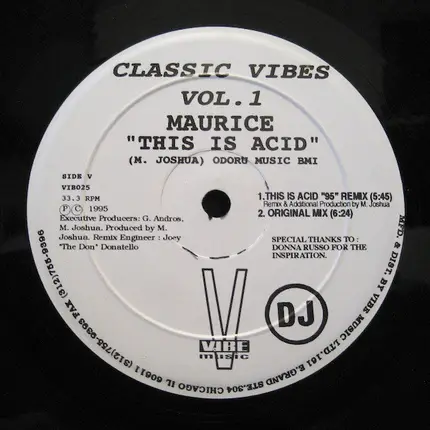 CLASSIC VIBES
VOL.1
MAURICE
"THIS IS ACID"
(M. JOSHUA) ODORU MUSIC BMI
SIDE V
VIB025
33.3 RPM
Ⓟ © 1995
Executive Producers: G. Andros,
M. Joshua. Produced by M.
Joshua. Remix Engineer : Joey
"The Don" Donatello
1.THIS IS ACID "95" REMIX (5:45)
Remix & Additional Production by M. Joshua
2. ORIGINAL MIX (6:24)
SPECIAL THANKS TO :
DONNA RUSSO FOR THE
INSPIRATION.
V
VIBE
music
DJ
MFD. & DIST. BY VIBE MUSIC LTD.-161 E.GRAND STE.304 CHICAGO IL 60611 (312)755-9393 FAX (312)755-9396